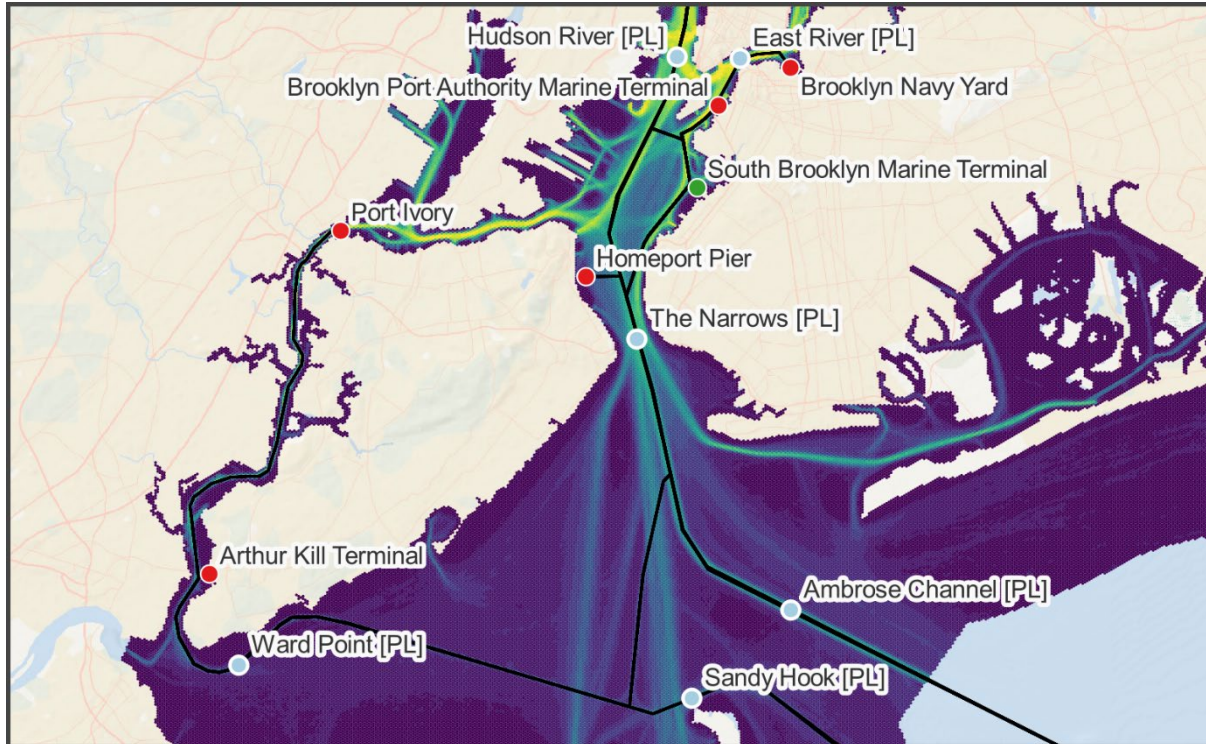 Hudson River [PL]
East River [PL]
Brooklyn Port Authority Marine Terminal
Brooklyn Navy Yard
South Brooklyn Marine Terminal
Port Ivory
Homeport Pier
The Narrows [PL]
Arthur Kill Terminal
Ambrose Channel [PL]
Ward Point [PL]
Sandy Hook [PL]